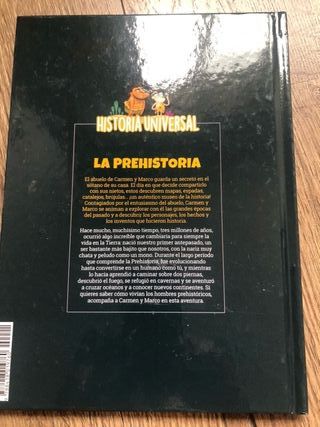 HISTORIA UNIVERSAL
LA PREHISTORIA
El abuelo de Carmen y Marco guarda un secreto en el
sótano de su casa. El día en que decide compartirlo
con sus nietos, estos descubren mapas, espadas,
catalejos, brújulas... ¡un auténtico museo de la historia!
Contagiados por el entusiasmo del abuelo, Carmen y
Marco se animan a explorar con él las grandes épocas
del pasado y a descubrir los personajes, los hechos y
los inventos que hicieron historia.
Hace mucho, muchísimo tiempo, tres millones de años,
ocurrió algo increíble que cambiaría para siempre la
vida en la Tierra: nació nuestro primer antepasado, un
ser bastante más bajito que nosotros, con la nariz muy
chata y peludo como un mono. Durante el largo período
que comprende la Prehistoria, fue evolucionando
hasta convertirse en un humano como tú, y mientras
lo hacía aprendió a caminar sobre dos piernas,
descubrió el fuego, se refugió en cavernas y se aventuró
a cruzar océanos y a conocer nuevos continentes. Si
quieres saber cómo vivían los hombres prehistóricos,
acompaña a Carmen y Marco en esta aventura.